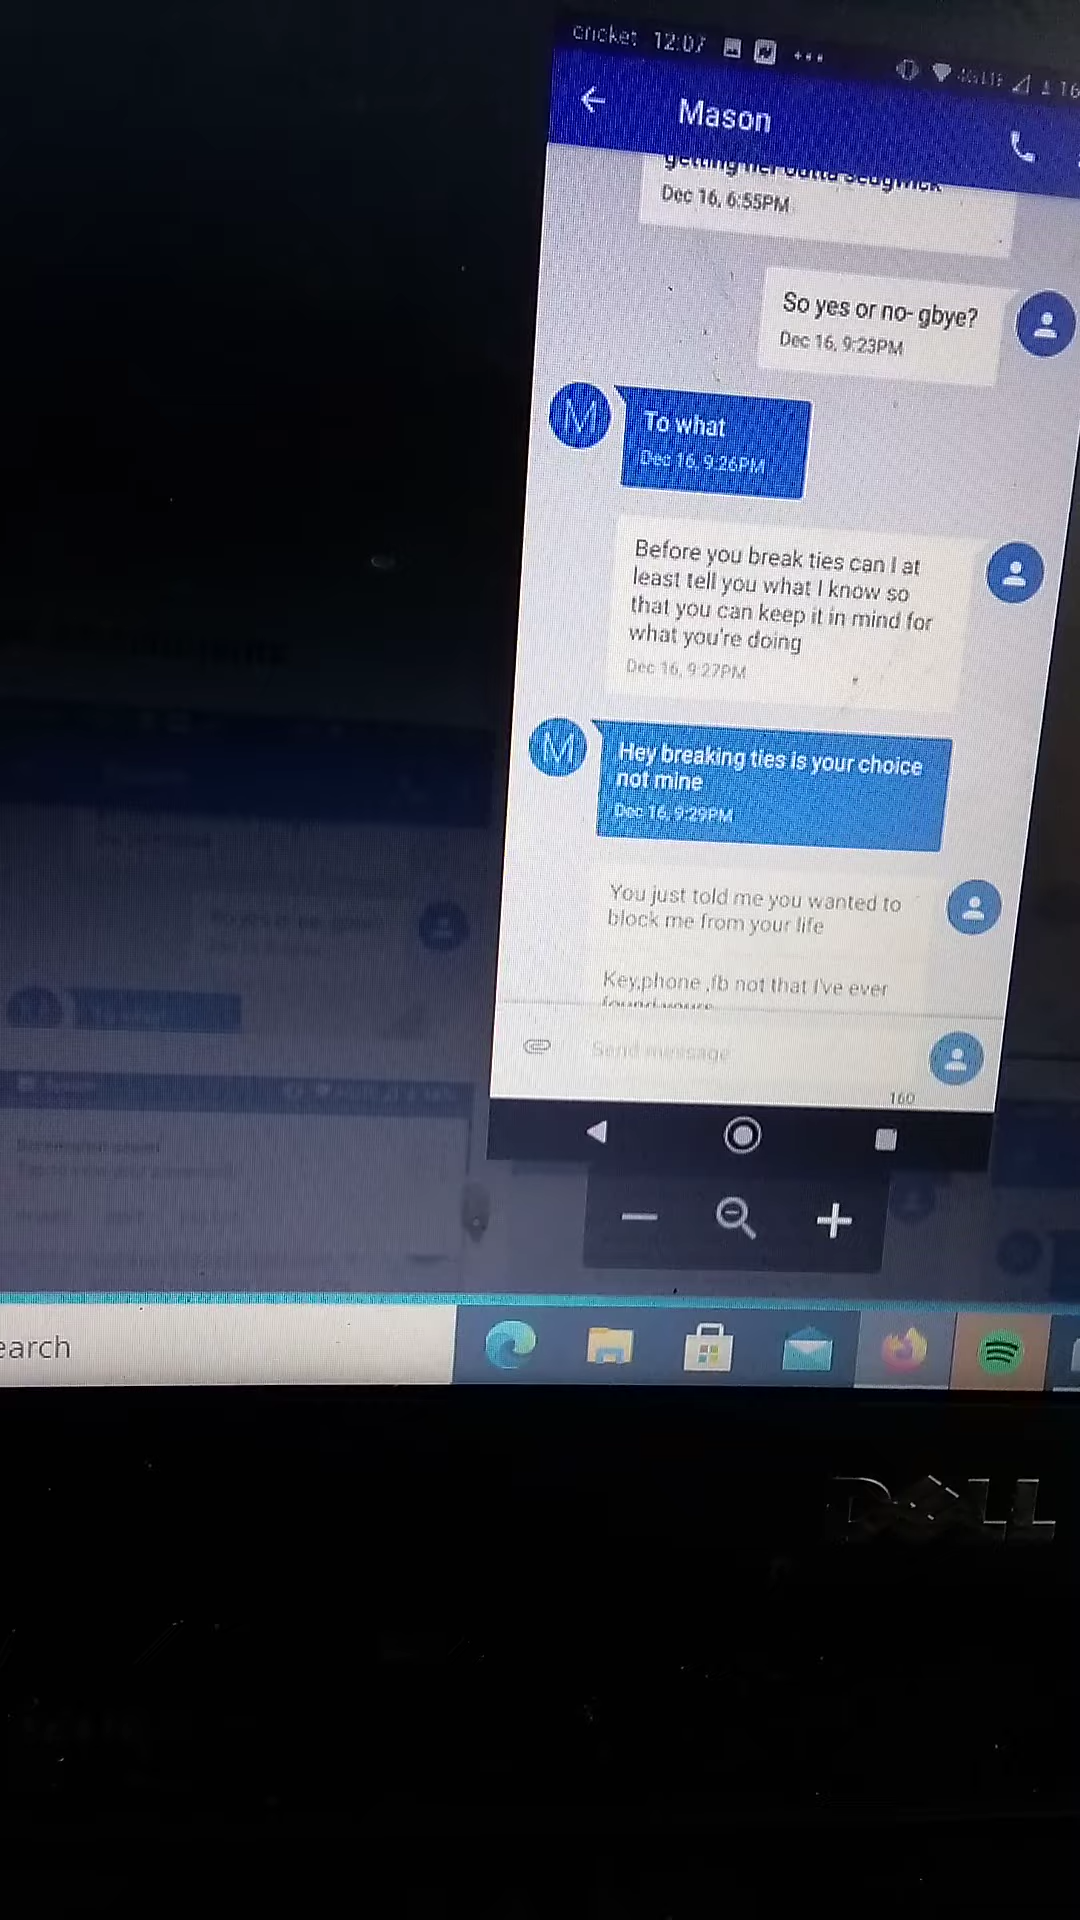 cricket 12:07
Mason
Dec 16, 6:55PM
So yes or no- gbye?
Dec 16, 9:23PM
M
To what
Dec 16, 9:26PM
Before you break ties can I at
least tell you what I know so
that you can keep it in mind for
what you're doing
Dec 16, 9:27PM
M
Hey breaking ties is your choice
not mine
Dec 16, 9:29PM
You just told me you wanted to
block me from your life
Key,phone ,fb not that I've ever
Send message
160
earch
DELL